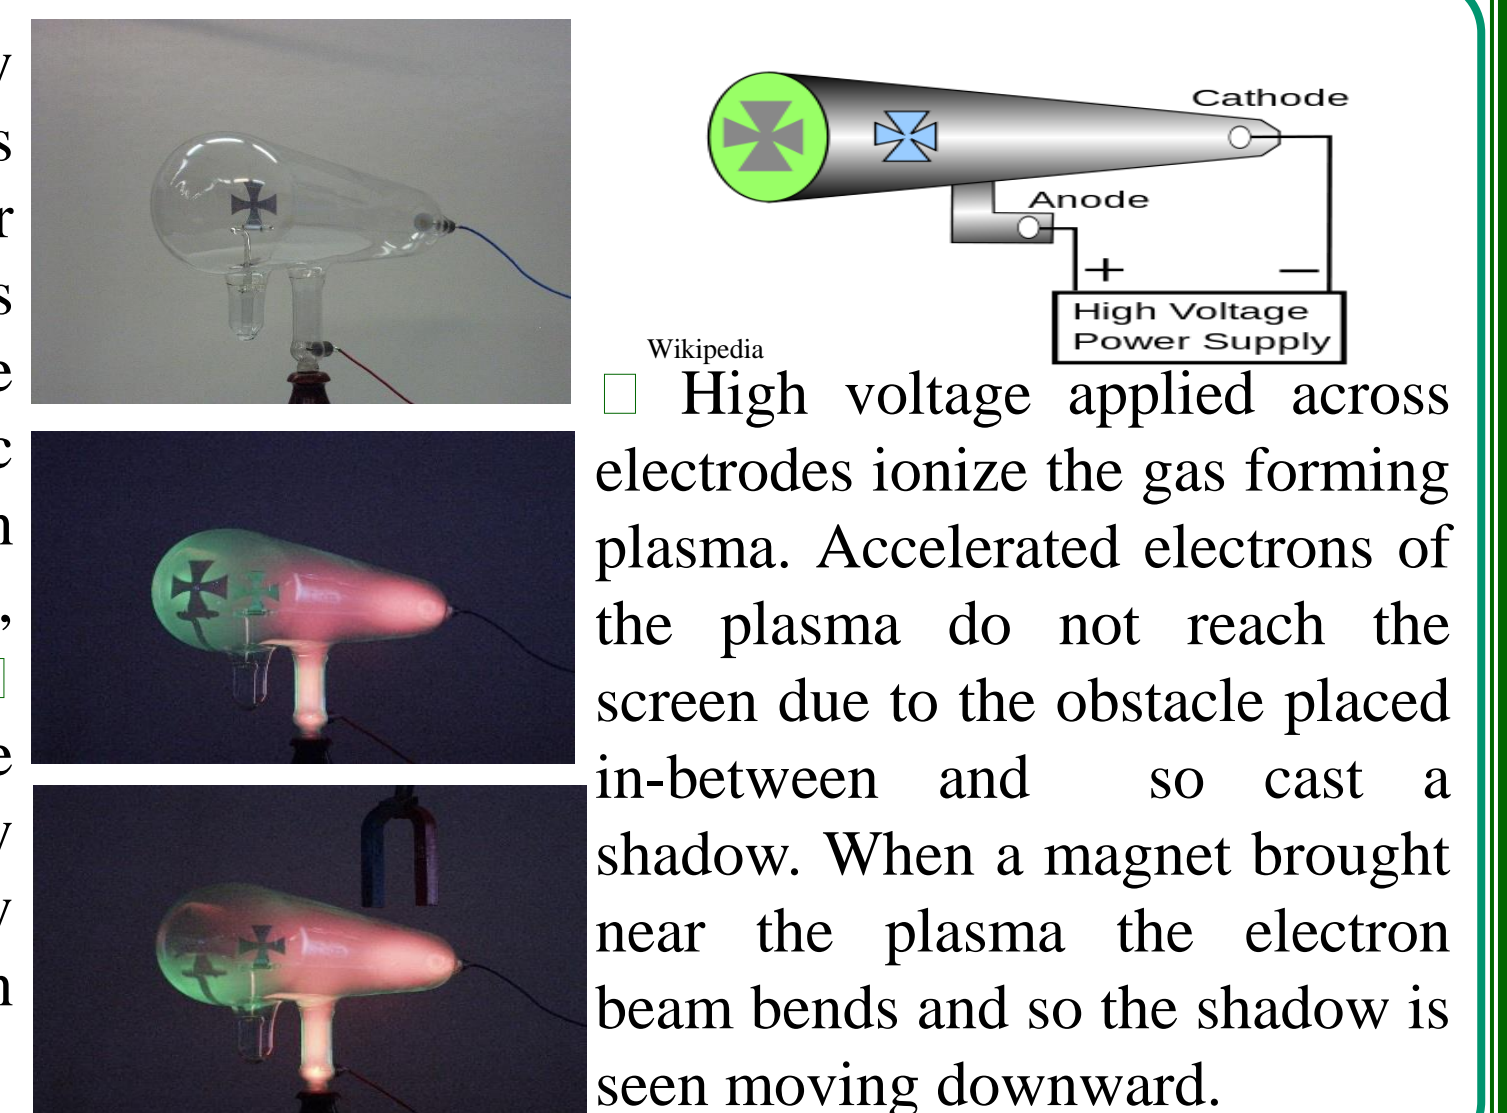 Cathode
Anode
+ —
High Voltage
Power Supply
Wikipedia
High voltage applied across
electrodes ionize the gas forming
plasma. Accelerated electrons of
the plasma do not reach the
screen due to the obstacle placed
in-between and so cast a
shadow. When a magnet brought
near the plasma the electron
beam bends and so the shadow is
seen moving downward.